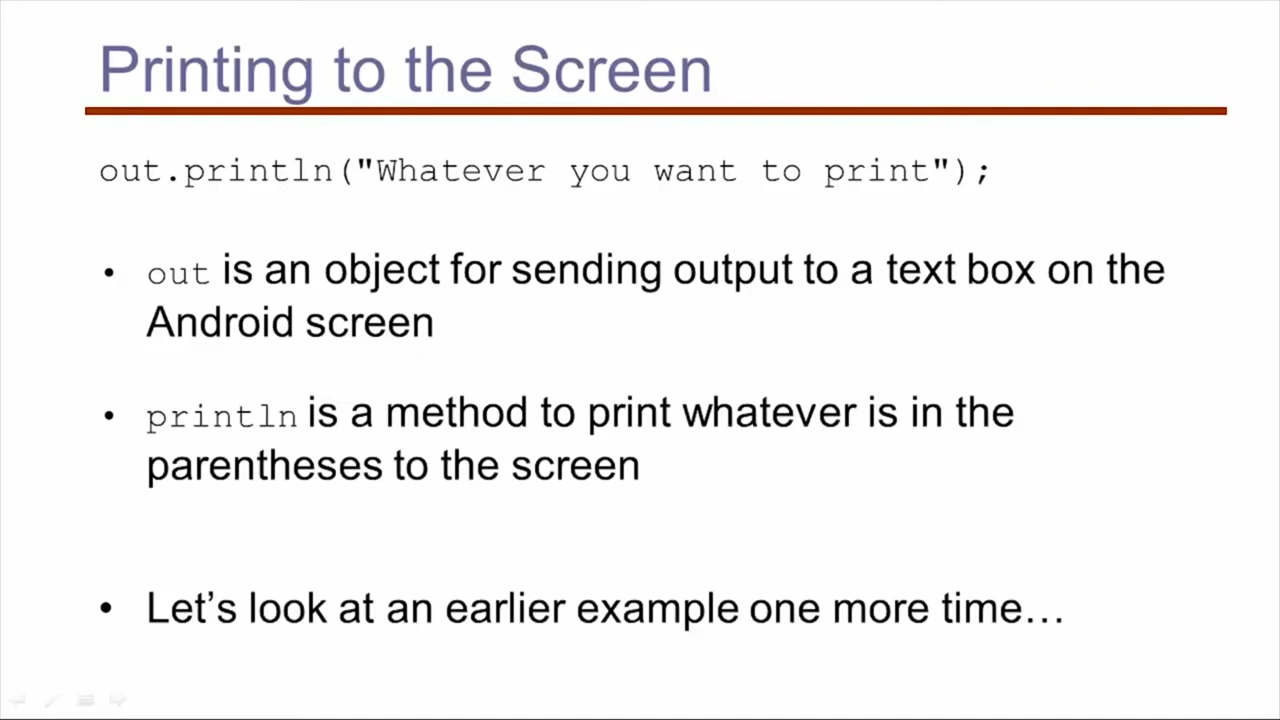 Printing to the Screen
out.println("Whatever you want to print");
• out is an object for sending output to a text box on the
Android screen
• println is a method to print whatever is in the
parentheses to the screen
• Let’s look at an earlier example one more time…